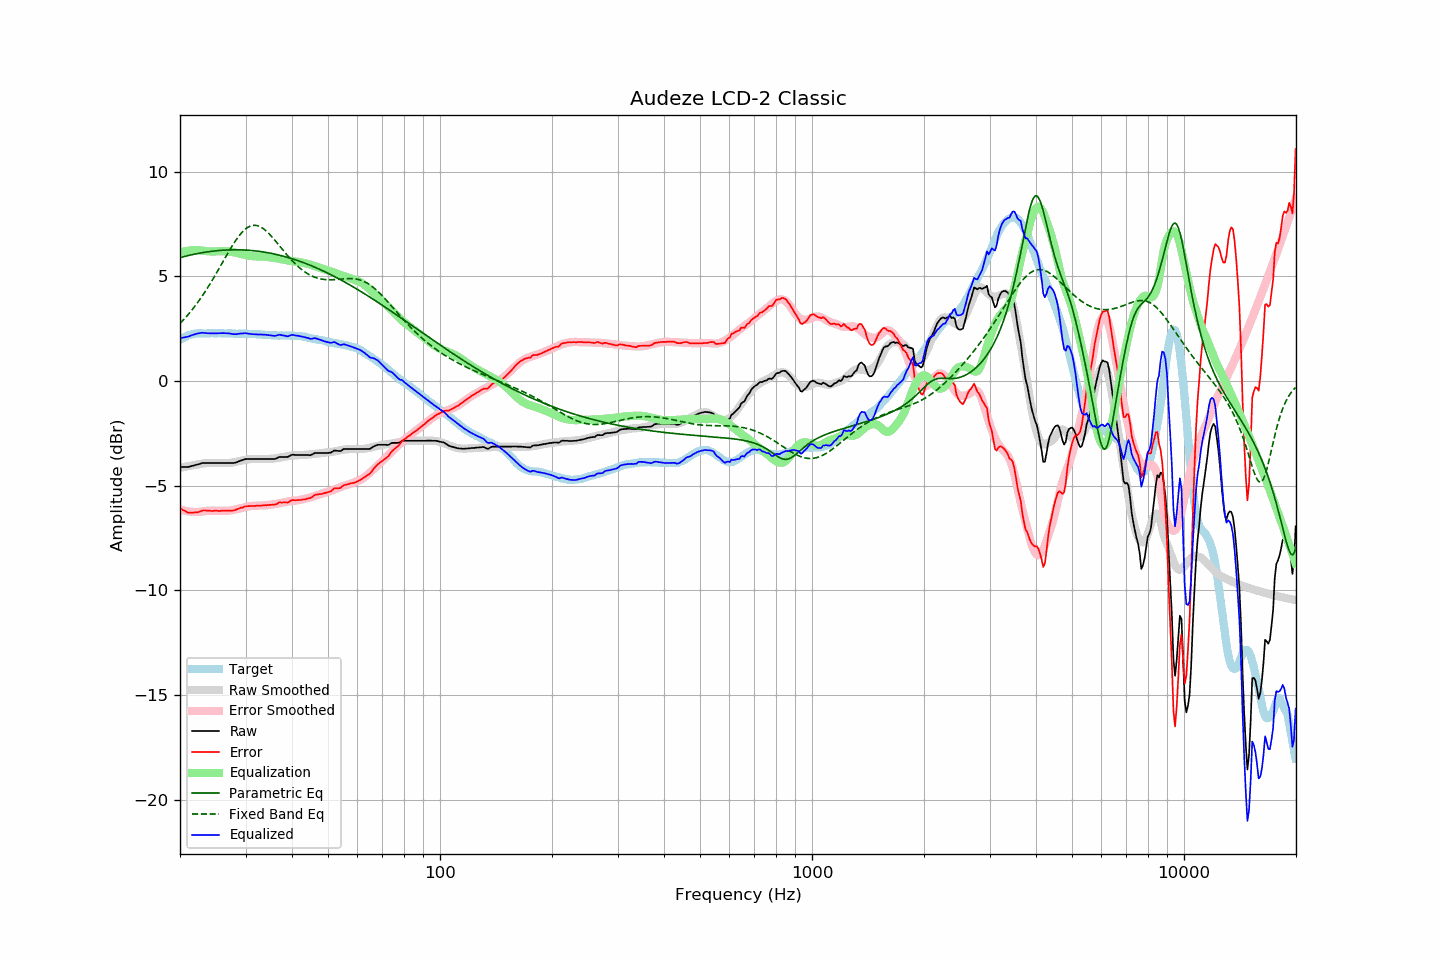 Audeze LCD-2 Classic
Amplitude (dBr)
10
5
0
−5
−10
−15
−20
Target
Raw Smoothed
Error Smoothed
Raw
Error
Equalization
Parametric Eq
Fixed Band Eq
Equalized
100
1000
10000
Frequency (Hz)